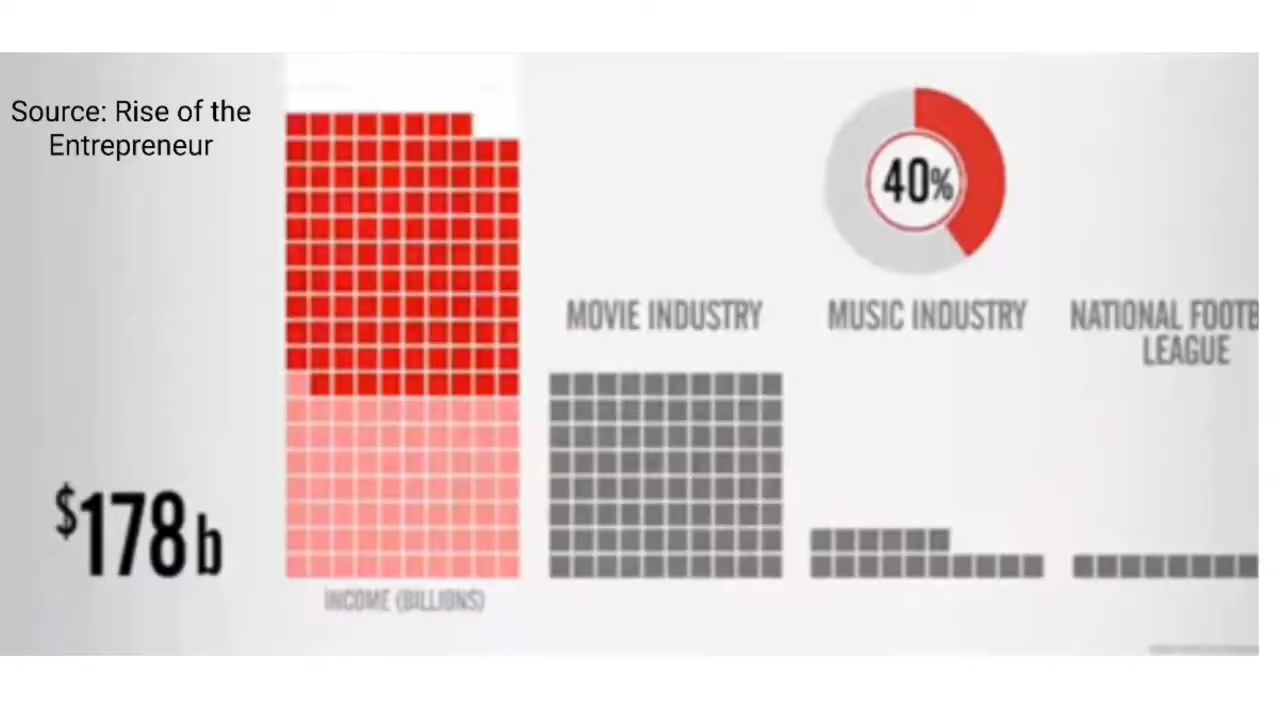 Source: Rise of the
Entrepreneur
40%
MOVIE INDUSTRY
MUSIC INDUSTRY
NATIONAL FOOTB
LEAGUE
$178b
INCOME (BILLIONS)